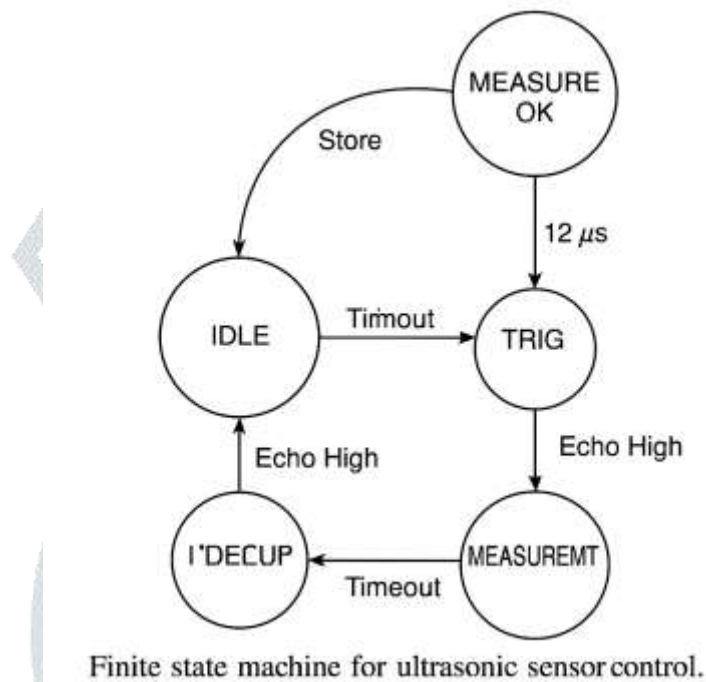 MEASURE
OK
Store
12 μs
IDLE
Timout
TRIG
Echo High
Echo High
MEASUREMT
Timeout
Finite state machine for ultrasonic sensor control.